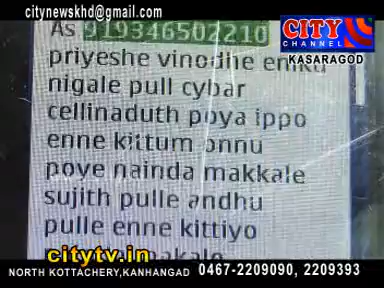 citynewskhd@gmail.com
CITY
CHANNEL
KASARAGOD
As 919346502210
priyeshe vinodhe eniku
nigale pull cybar
cellinaduth poya ippo
enne kittum onnu
poye nainda makkale
sujith pulle andhu
pulle enne kittiyo
citytv.in
NORTH KOTTACHERY,KANHANGAD 0467-2209090, 2209393